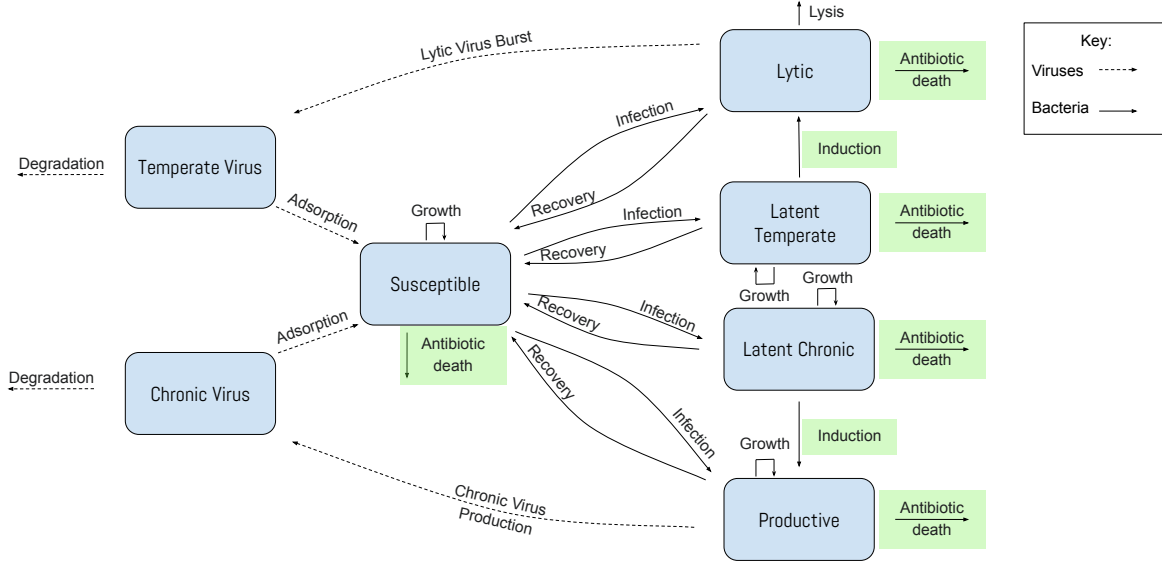 Lysis
Lytic Virus Burst
Lytic
Antibiotic
death
Key:
Viruses
Bacteria
Infection
Degradation
Temperate Virus
Induction
Recovery
Adsorption
Growth
Infection
Latent
Temperate
Antibiotic
death
Recovery
Susceptible
Growth
Growth
Adsorption
Recovery
Infection
Latent Chronic
Antibiotic
death
Antibiotic
death
Recovery
Degradation
Chronic Virus
Infection
Induction
Growth
Chronic Virus
Production
Productive
Antibiotic
death